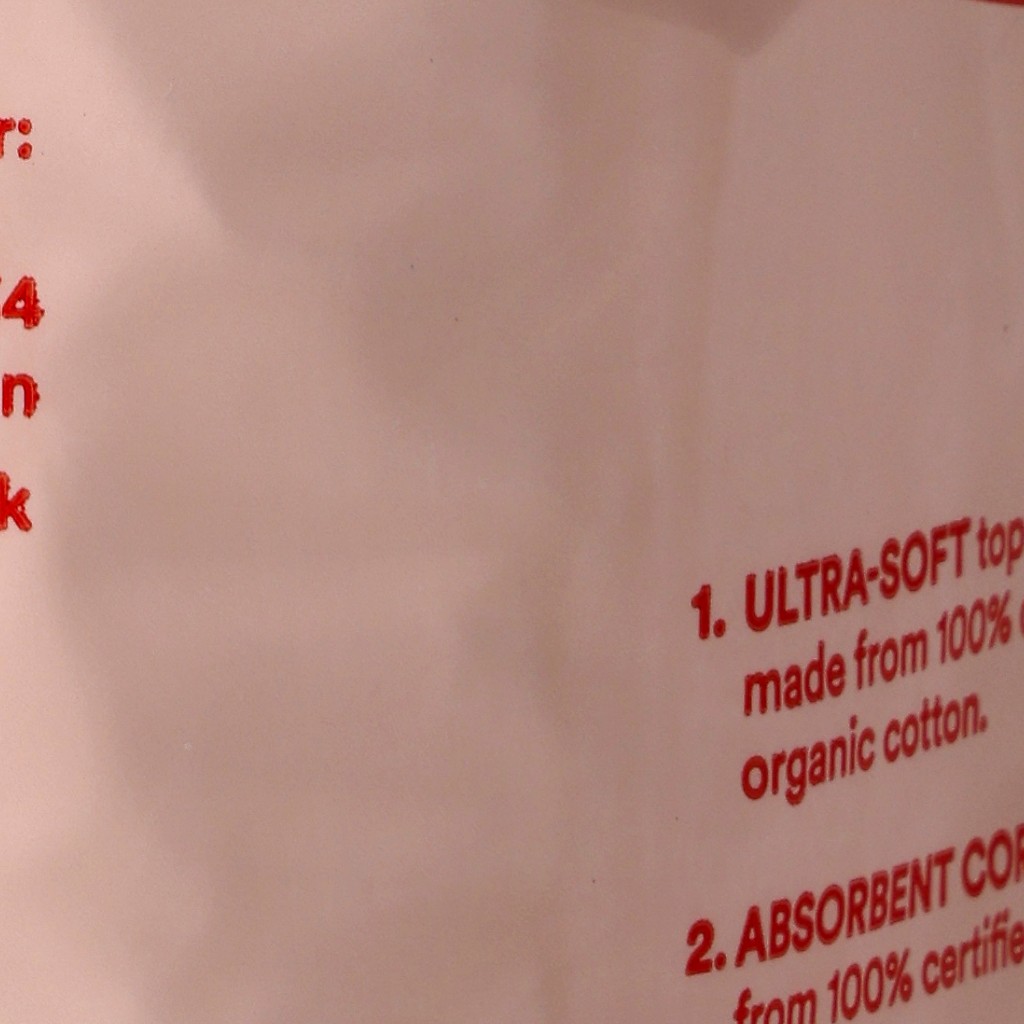 r:
4
n
k
1. ULTRA-SOFT top
made from 100%
organic cotton.
2. ABSORBENT COR
from 100% certifie